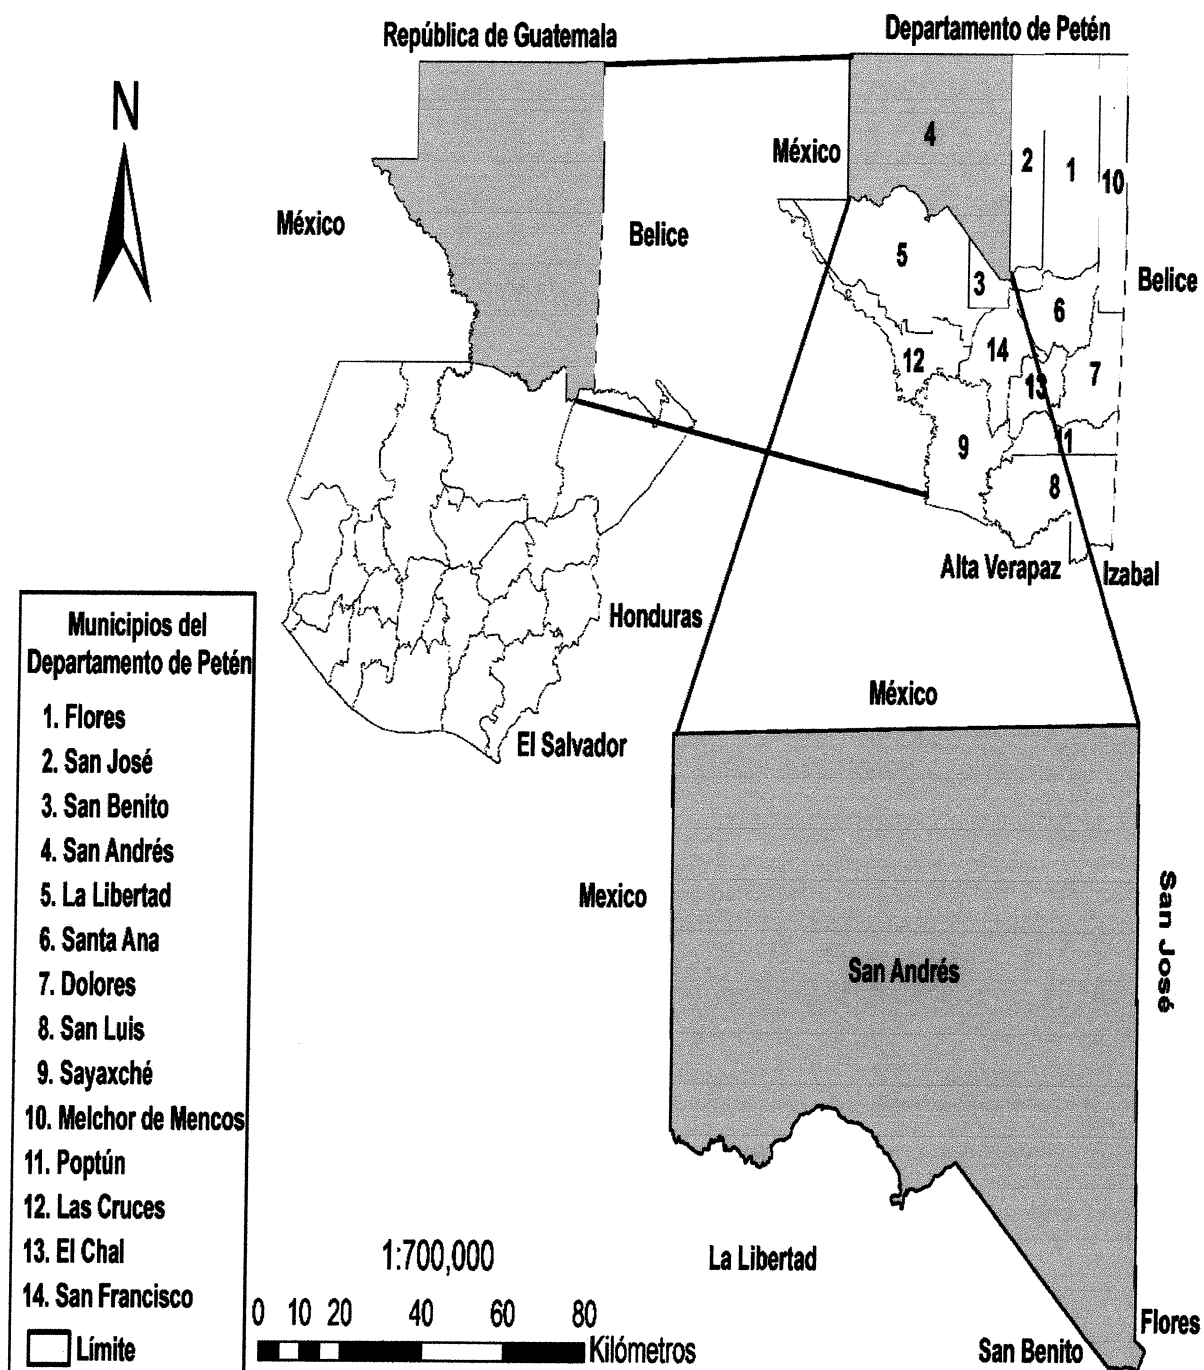 República de Guatemala
Departamento de Petén
N
México
Belice
Honduras
El Salvador
México
4
2
1
10
5
3
Belice
6
12
14
13
7
9
11
8
Alta Verapaz
Izabal
Municipios del
Departamento de Petén
1. Flores
2. San José
3. San Benito
4. San Andrés
5. La Libertad
6. Santa Ana
7. Dolores
8. San Luis
9. Sayaxché
10. Melchor de Mencos
11. Poptún
12. Las Cruces
13. El Chal
14. San Francisco
Límite
México
Mexico
San Andrés
San José
La Libertad
San Benito
Flores
1:700,000
0 10 20 40 60 80
Kilómetros